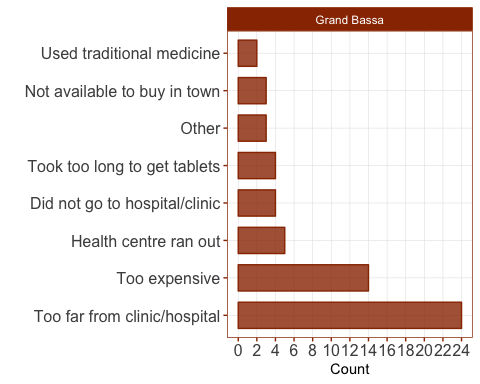 Grand Bassa
Used traditional medicine
Not available to buy in town
Other
Took too long to get tablets
Did not go to hospital/clinic
Health centre ran out
Too expensive
Too far from clinic/hospital
0 2 4 6 8 10 12 14 16 18 20 22 24
Count